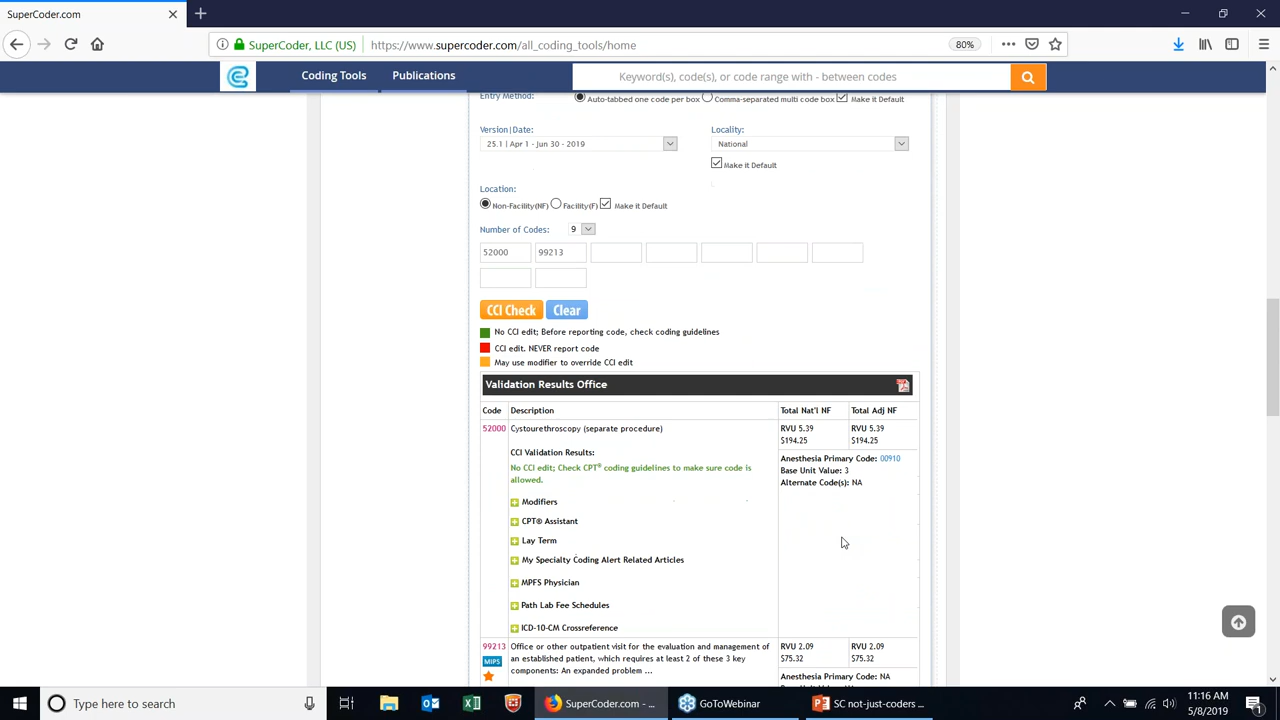 SuperCoder.com
SuperCoder, LLC (US)
https://www.supercoder.com/all_coding_tools/home
80%
Coding Tools
Publications
Keyword(s), code(s), or code range with - between codes
Entry Method:
Auto-tabbed one code per box
Comma-separated multi code box
Make it Default
Version|Date:
Locality:
25.1 | Apr 1 - Jun 30 - 2019
National
Make it Default
Location:
Non-Facility(NF)
Facility(F)
Make it Default
Number of Codes:
9
52000
99213
CCI Check
Clear
No CCI edit; Before reporting code, check coding guidelines
CCI edit. NEVER report code
May use modifier to override CCI edit
Validation Results Office
Code
Description
Total Nat'l NF
Total Adj NF
52000
Cystourethroscopy (separate procedure)
RVU 5.39
$194.25
RVU 5.39
$194.25
CCI Validation Results:
No CCI edit; Check CPT® coding guidelines to make sure code is
allowed.
Anesthesia Primary Code: 00910
Base Unit Value: 3
Alternate Code(s): NA
Modifiers
CPT® Assistant
Lay Term
My Specialty Coding Alert Related Articles
MPFS Physician
Path Lab Fee Schedules
ICD-10-CM Crossreference
99213
MIPS
Office or other outpatient visit for the evaluation and management of
an established patient, which requires at least 2 of these 3 key
components: An expanded problem ...
RVU 2.09
$75.32
RVU 2.09
$75.32
Anesthesia Primary Code: NA
Type here to search
SuperCoder.com - ...
GoToWebinar
SC not-just-coders ...
11:16 AM
5/8/2019